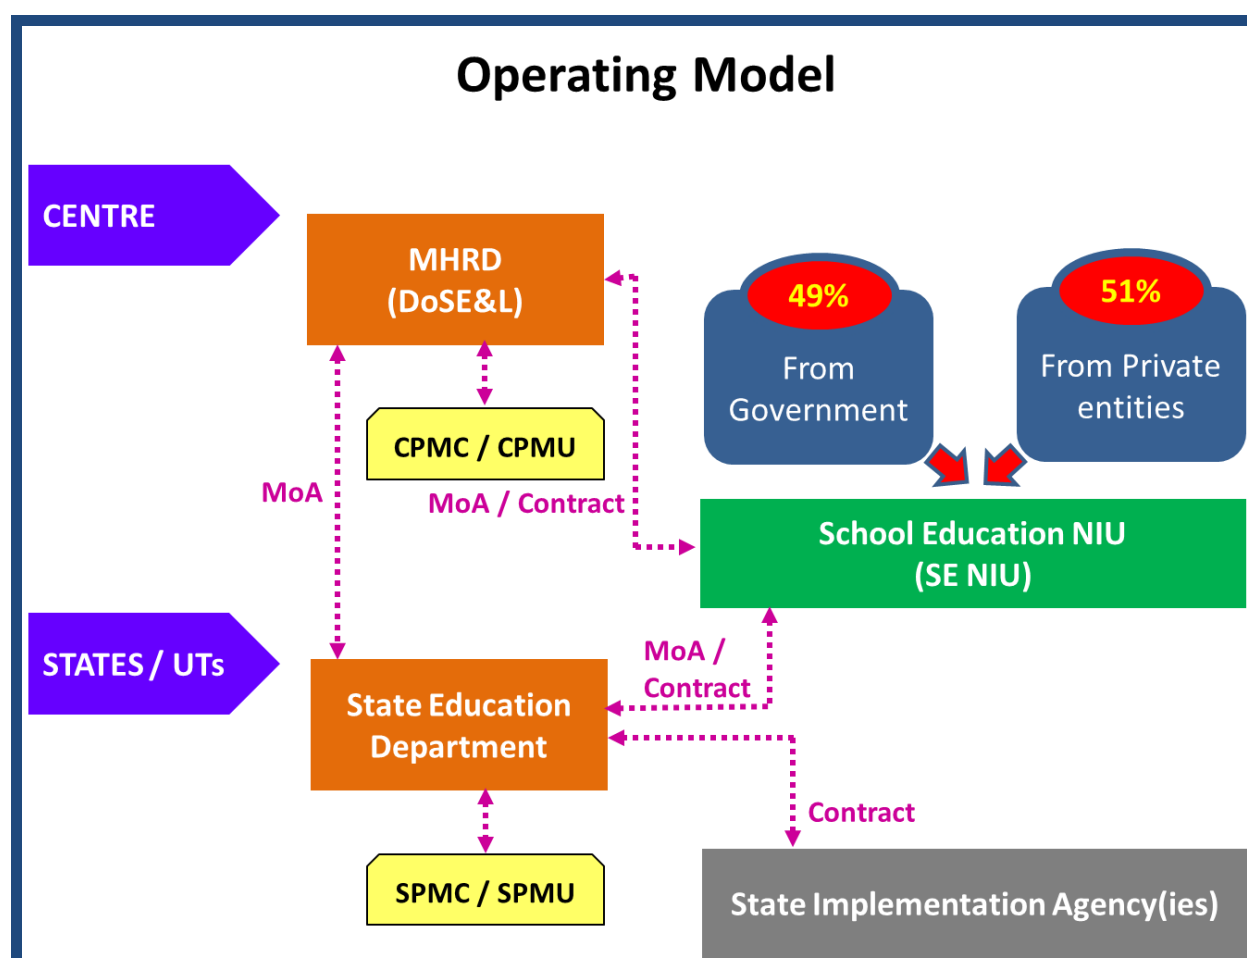 Operating Model
CENTRE
MHRD
(DoSE&L)
49%
From
Government
51%
From Private
entities
CPMC / CPMU
MoA
MoA / Contract
School Education NIU
(SE NIU)
STATES / UTs
MoA /
Contract
State Education
Department
Contract
SPMC / SPMU
State Implementation Agency(ies)